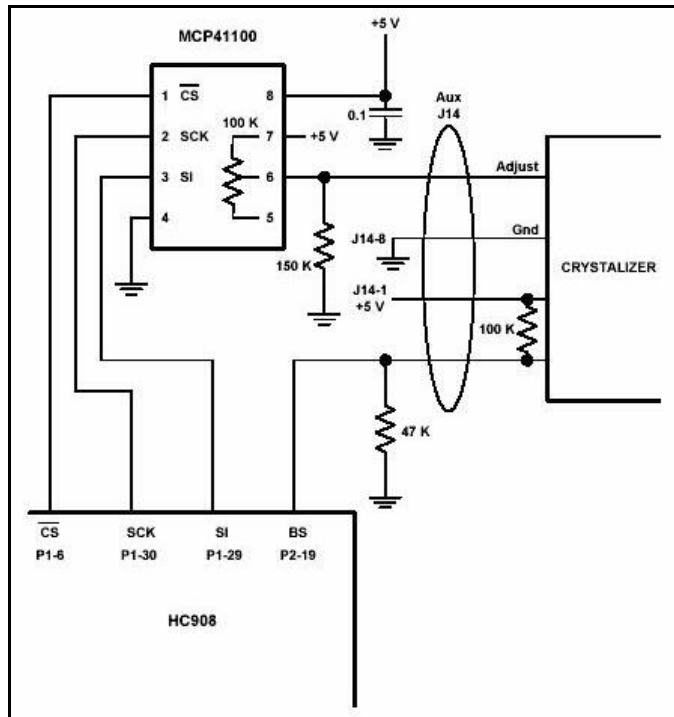 MCP41100
+5 V
1 CS 8
0.1
Aux
J14
100 K
2 SCK 7 +5 V
3 SI 6
Adjust
4 5
J14-8
Gnd
150 K
CRYSTALIZER
J14-1
+5 V
100 K
47 K
CS SCK SI BS
P1-6 P1-30 P1-29 P2-19
HC908